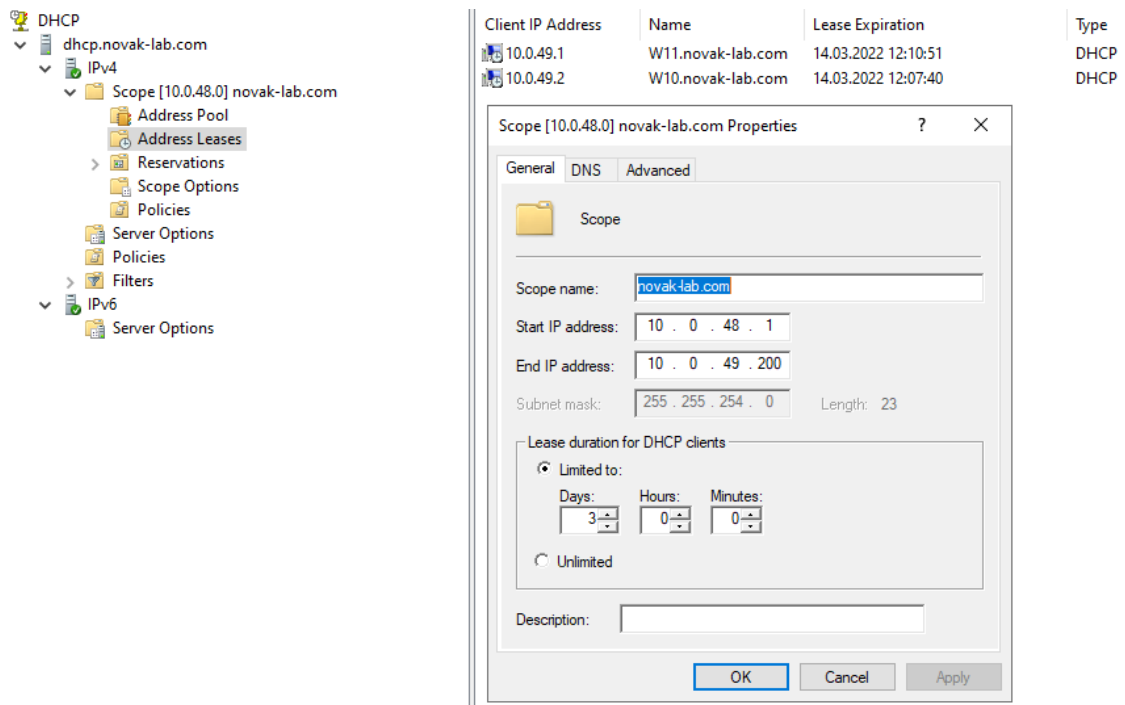 DHCP
dhcp.novak-lab.com
IPv4
Scope [10.0.48.0] novak-lab.com
Address Pool
Address Leases
Reservations
Scope Options
Policies
Server Options
Policies
Filters
IPv6
Server Options
Client IP Address Name Lease Expiration Type
10.0.49.1 W11.novak-lab.com 14.03.2022 12:10:51 DHCP
10.0.49.2 W10.novak-lab.com 14.03.2022 12:07:40 DHCP
Scope [10.0.48.0] novak-lab.com Properties ?
General DNS Advanced
Scope
Scope name: novak-lab.com
Start IP address: 10 . 0 . 48 . 1
End IP address: 10 . 0 . 49 . 200
Subnet mask: 255 . 255 . 254 . 0 Length: 23
Lease duration for DHCP clients
Limited to:
Days: Hours: Minutes:
3 0 0
Unlimited
Description:
OK Cancel Apply